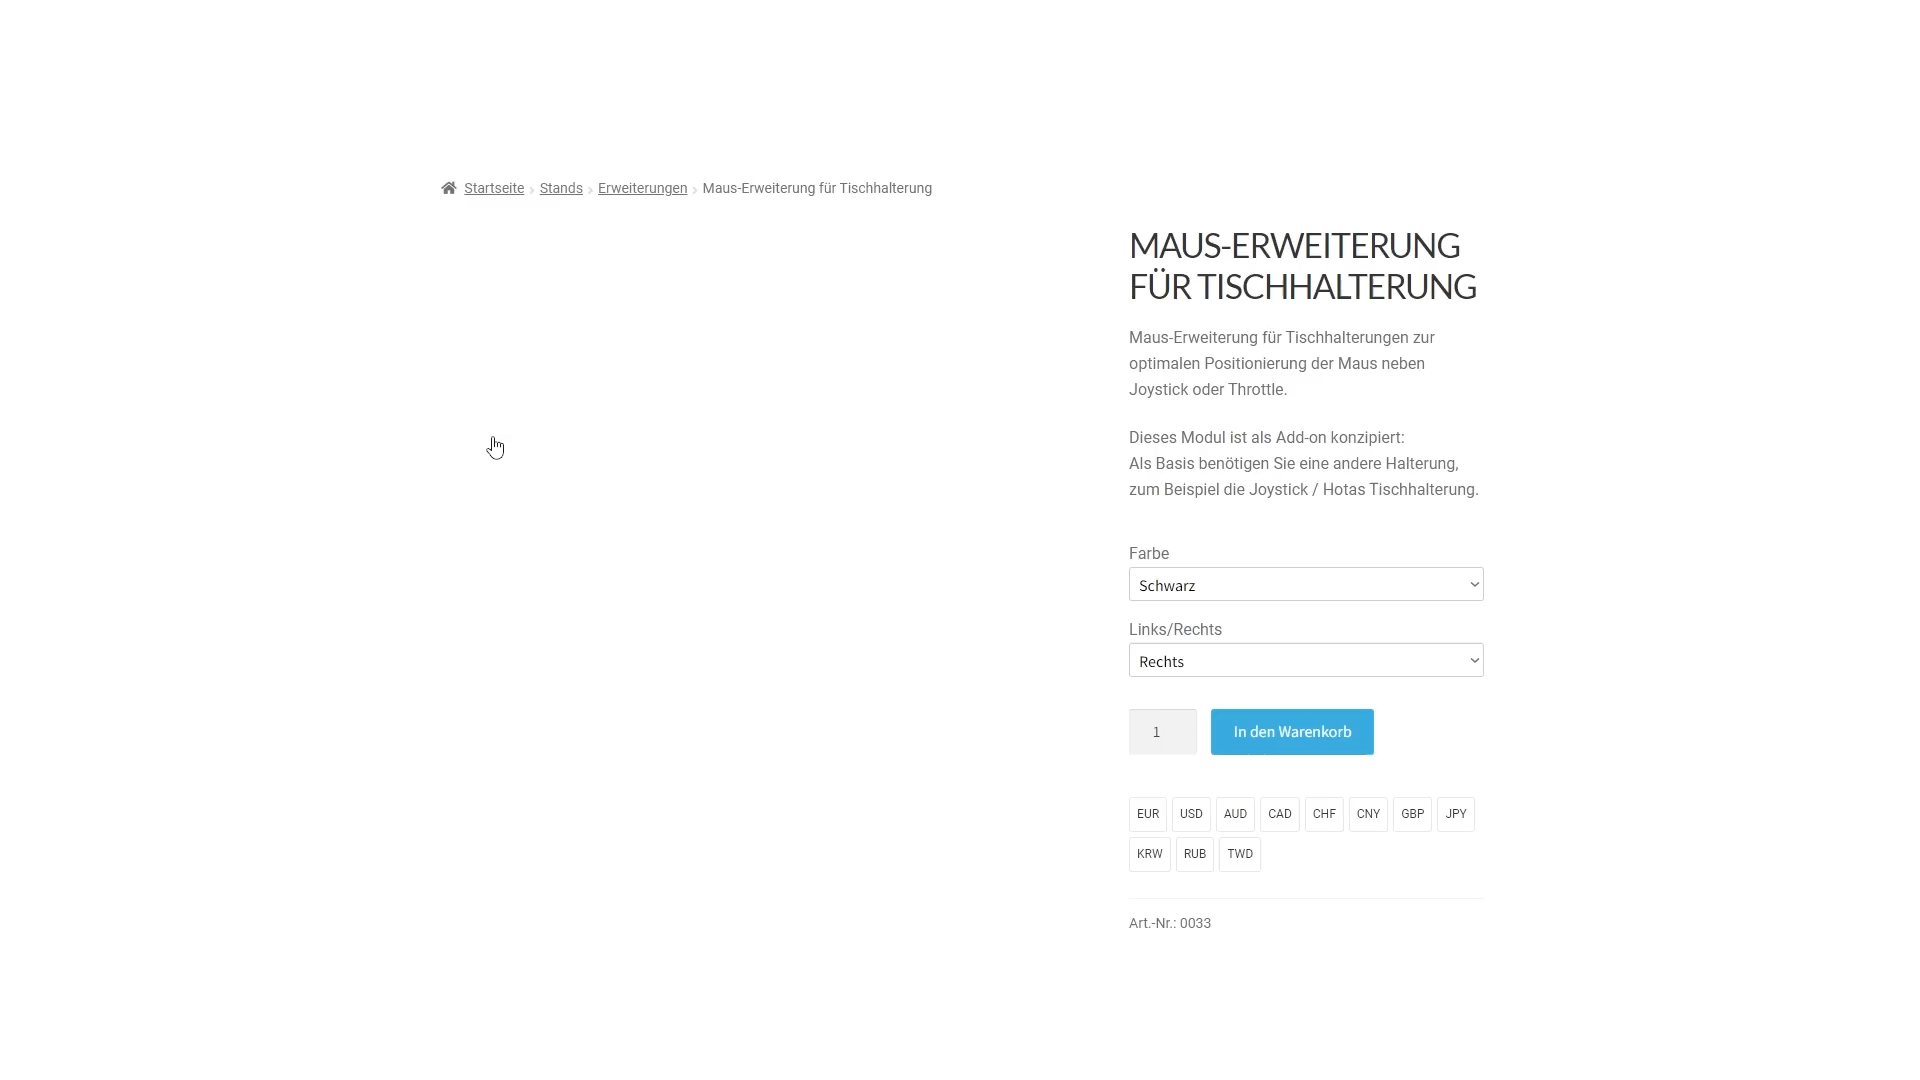 Startseite › Stands › Erweiterungen › Maus-Erweiterung für Tischhalterung
MAUS-ERWEITERUNG
FÜR TISCHHALTERUNG
Maus-Erweiterung für Tischhalterungen zur
optimalen Positionierung der Maus neben
Joystick oder Throttle.
Dieses Modul ist als Add-on konzipiert:
Als Basis benötigen Sie eine andere Halterung,
zum Beispiel die Joystick / Hotas Tischhalterung.
Farbe
Schwarz
Links/Rechts
Rechts
1 In den Warenkorb
EUR USD AUD CAD CHF CNY GBP JPY
KRW RUB TWD
Art.-Nr.: 0033